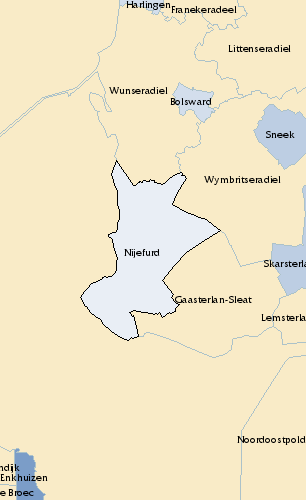 Harlingen
Franekeradeel
Littenseradiel
Wunseradiel
Bolsward
Sneek
Wymbritseradiel
Nijefurd
Skarsterla
Gaasterlan-Sleat
Lemsterla
Noordoostpold
ndijk
Enkhuizen
e Broec